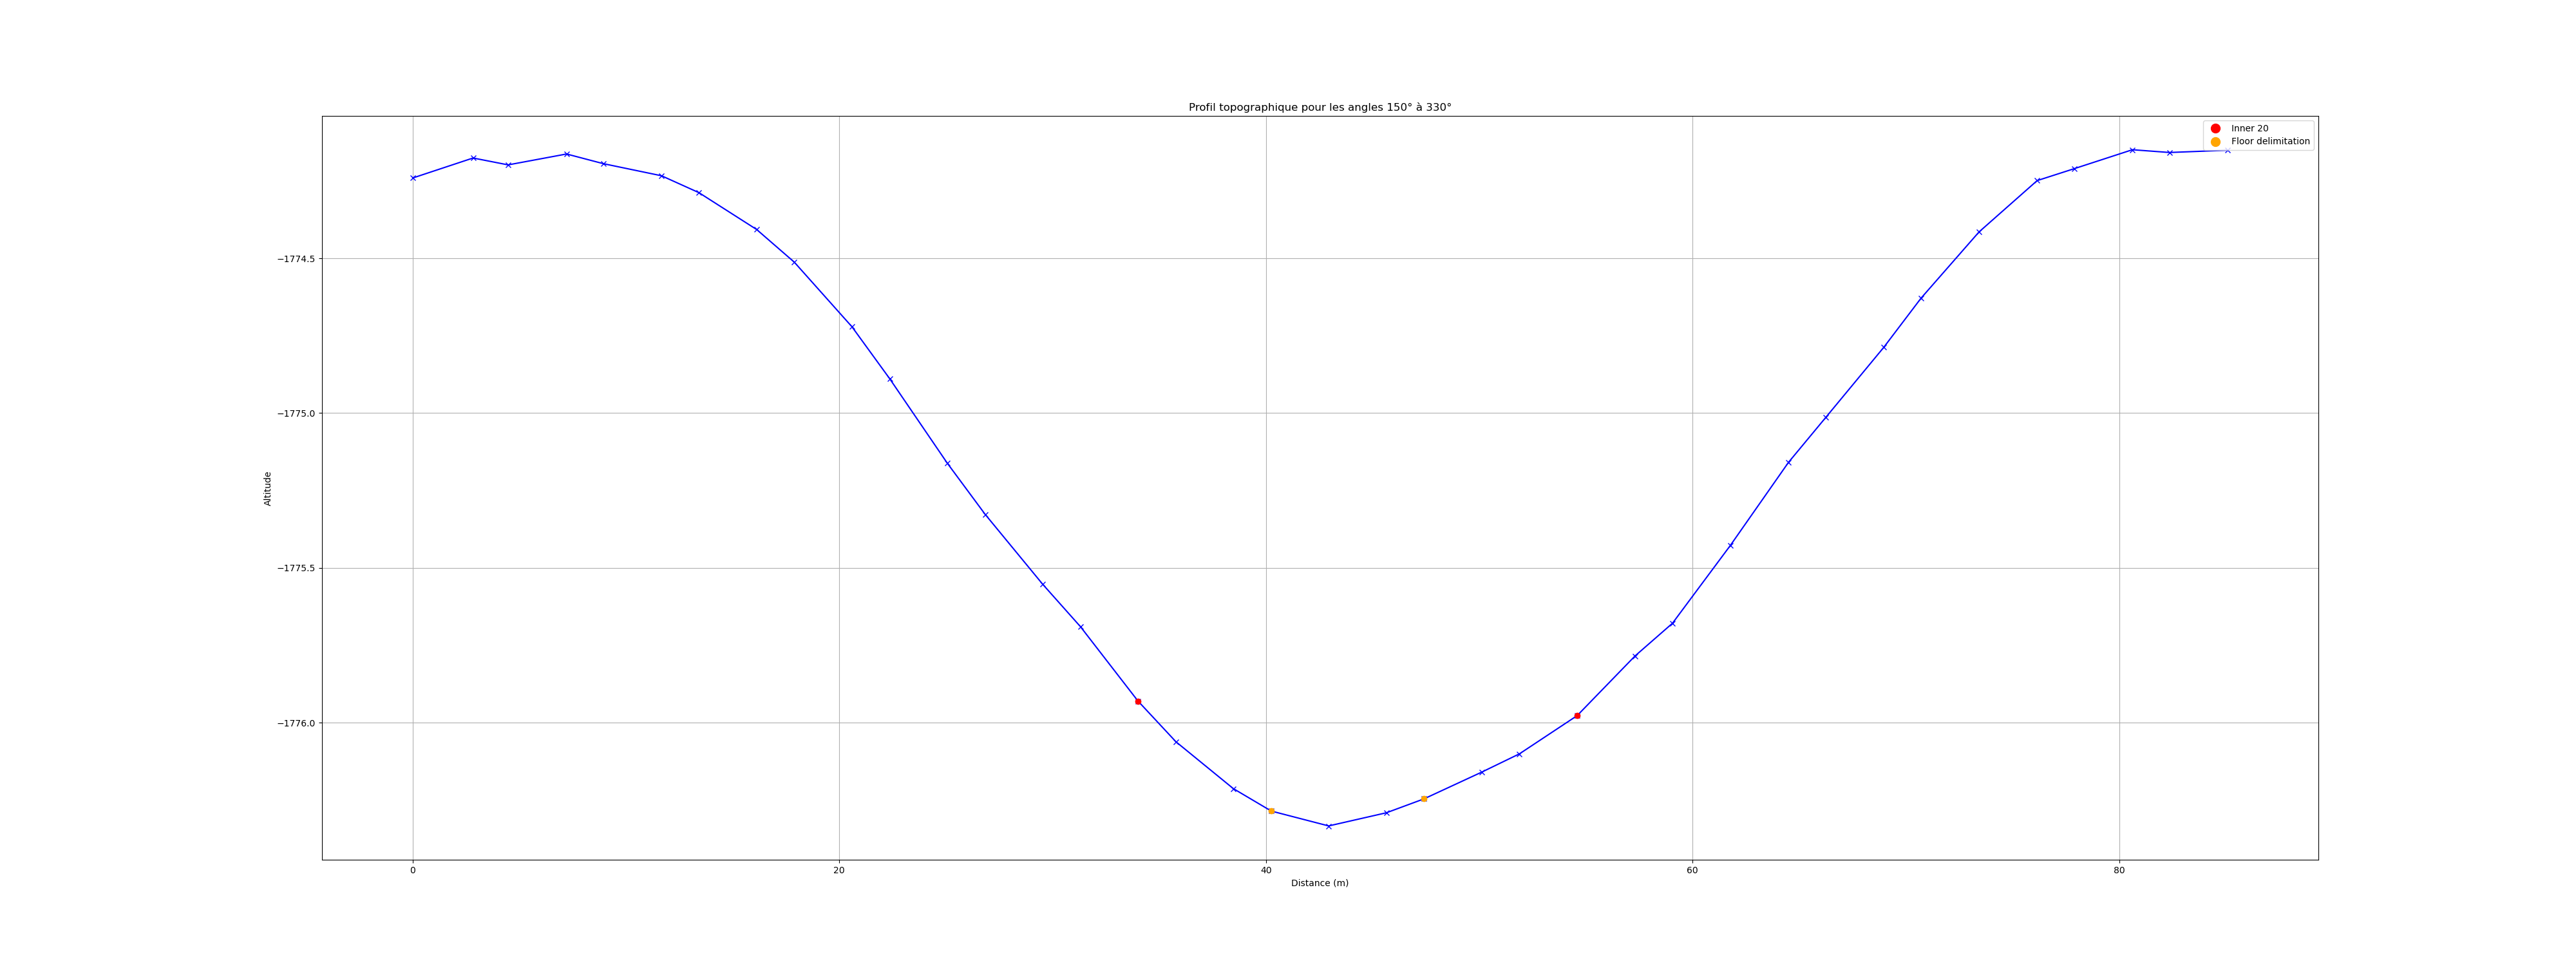 Profil topographique pour les angles 150° à 330°
Inner 20
Floor delimitation
Altitude
−1774.5
−1775.0
−1775.5
−1776.0
0
20
40
60
80
Distance (m)